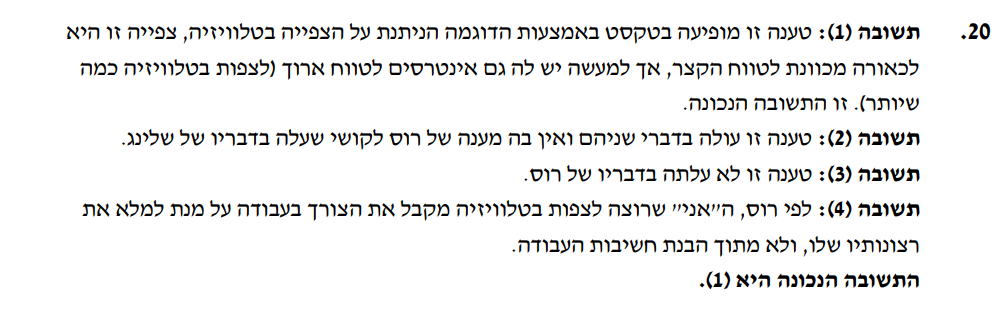 20. תשובה (1): טענה זו מופיעה בטקסט באמצעות הדוגמה הניתנת על הצפייה בטלוויזיה, צפייה זו היא
לכאורה מכוונת לטווח הקצר, אך למעשה יש לה גם אינטרסים לטווח ארוך (לצפות בטלוויזיה כמה
שיותר). זו התשובה הנכונה.
תשובה (2): טענה זו עולה בדברי שניהם ואין בה מענה של רוס לקושי שעלה בדבריו של שלינג.
תשובה (3): טענה זו לא עלתה בדבריו של רוס.
תשובה (4): לפי רוס, ה״אני״ שרוצה לצפות בטלוויזיה מקבל את הצורך בעבודה על מנת למלא את
רצונותיו שלו, ולא מתוך הבנת חשיבות העבודה.
התשובה הנכונה היא (1).